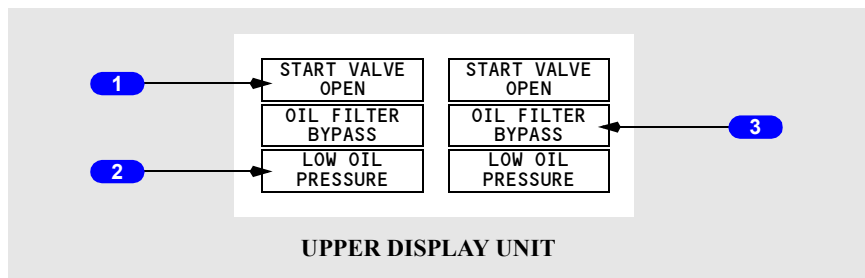 START VALVE
OPEN
START VALVE
OPEN
1
OIL FILTER
BYPASS
OIL FILTER
BYPASS
3
LOW OIL
PRESSURE
LOW OIL
PRESSURE
2
UPPER DISPLAY UNIT